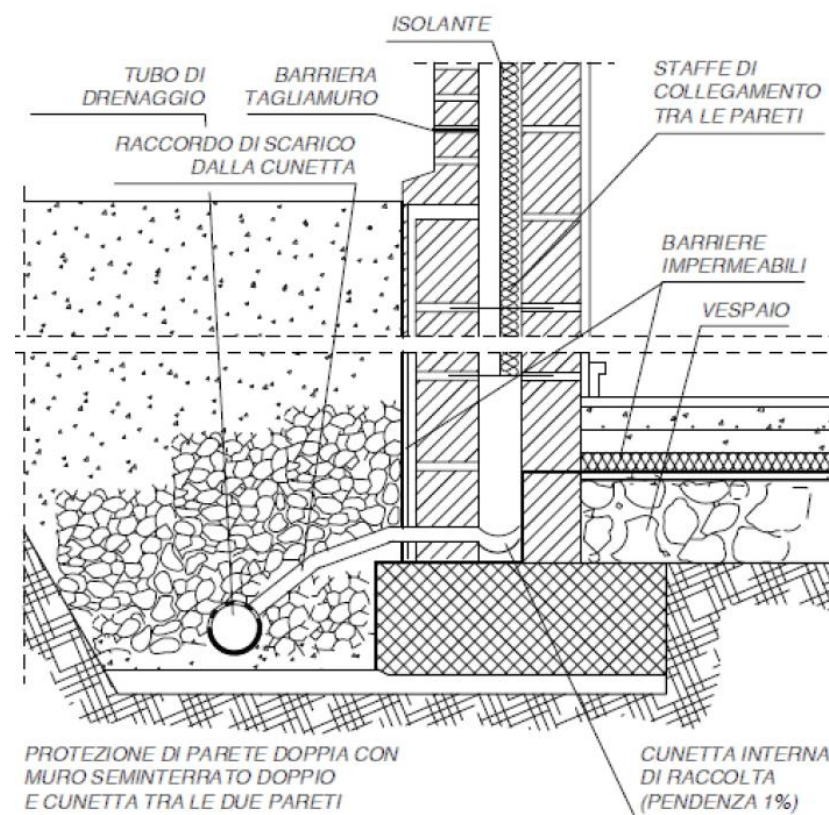 ISOLANTE
TUBO DI
DRENAGGIO
BARRIERA
TAGLIAMURO
STAFFE DI
COLLEGAMENTO
TRA LE PARETI
RACCORDO DI SCARICO
DALLA CUNETTA
BARRIERE
IMPERMEABILI
VESPAIO
PROTEZIONE DI PARETE DOPPIA CON
MURO SEMINTERRATO DOPPIO
E CUNETTA TRA LE DUE PARETI
CUNETTA INTERNA
DI RACCOLTA
(PENDENZA 1%)